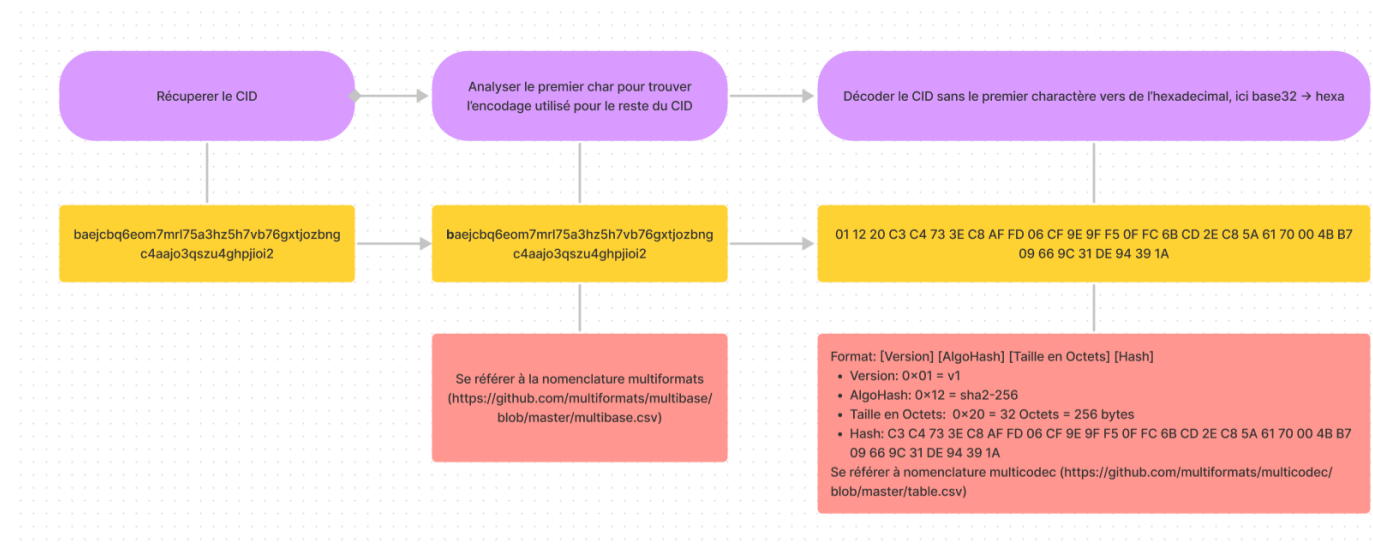 Récuperer le CID
Analyser le premier char pour trouver
l'encodage utilisé pour le reste du CID
Décoder le CID sans le premier charactère vers de l'hexadecimal, ici base32 → hexa
baejcbq6eom7mrl75a3hz5h7vb76gxtjozbng
c4aajo3qszu4ghpjioi2
baejcbq6eom7mrl75a3hz5h7vb76gxtjozbng
c4aajo3qszu4ghpjioi2
01 12 20 C3 C4 73 3E C8 AF FD 06 CF 9E 9F F5 0F FC 6B CD 2E C8 5A 61 70 00 4B B7
09 66 9C 31 DE 94 39 1A
Se référer à la nomenclature multiformats
(https://github.com/multiformats/multibase/
blob/master/multibase.csv)
Format: [Version] [AlgoHash] [Taille en Octets] [Hash]
• Version: 0×01 = v1
• AlgoHash: 0×12 = sha2-256
• Taille en Octets: 0×20 = 32 Octets = 256 bytes
• Hash: C3 C4 73 3E C8 AF FD 06 CF 9E 9F F5 0F FC 6B CD 2E C8 5A 61 70 00 4B B7
09 66 9C 31 DE 94 39 1A
Se référer à nomenclature multicodec (https://github.com/multiformats/multicodec/
blob/master/table.csv)